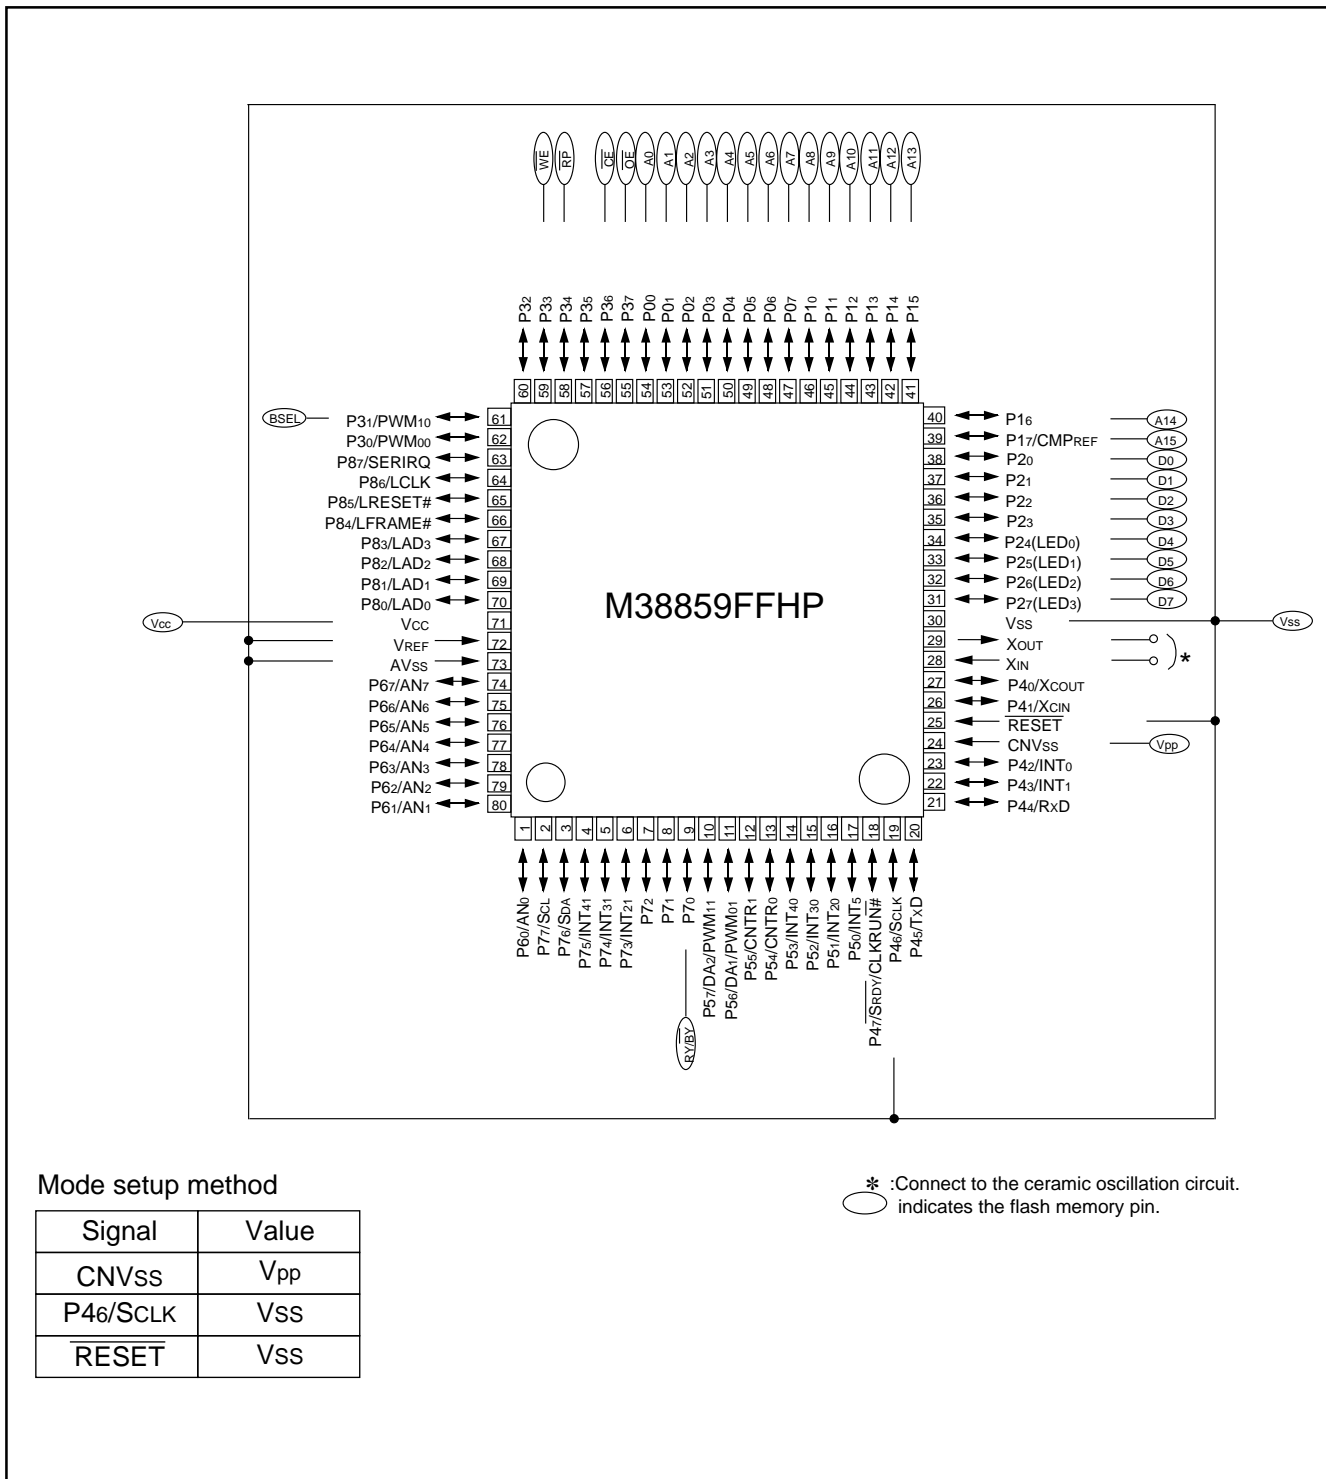 WE
RP
CE
OE
A0
A1
A2
A3
A4
A5
A6
A7
A8
A9
A10
A11
A12
A13
P32
P33
P34
P35
P36
P37
P00
P01
P02
P03
P04
P05
P06
P07
P10
P11
P12
P13
P14
P15
60
59
58
57
56
55
54
53
52
51
50
49
48
47
46
45
44
43
42
41
BSEL
P31/PWM10 61
P30/PWM00 62
P87/SERIRQ 63
P86/LCLK 64
P85/LRESET# 65
P84/LFRAME# 66
P83/LAD3 67
P82/LAD2 68
P81/LAD1 69
P80/LAD0 70
Vcc VCC 71
VREF 72
AVSS 73
P67/AN7 74
P66/AN6 75
P65/AN5 76
P64/AN4 77
P63/AN3 78
P62/AN2 79
P61/AN1 80
M38859FFHP
40 P16 A14
39 P17/CMPREF A15
38 P20 D0
37 P21 D1
36 P22 D2
35 P23 D3
34 P24(LED0) D4
33 P25(LED1) D5
32 P26(LED2) D6
31 P27(LED3) D7
30 VSS Vss
29 XOUT
28 XIN *
27 P40/XCOUT
26 P41/XCIN
25 RESET
24 CNVSS Vpp
23 P42/INT0
22 P43/INT1
21 P44/RXD
1
2
3
4
5
6
7
8
9
10
11
12
13
14
15
16
17
18
19
20
P60/AN0
P77/SCL
P76/SDA
P75/INT41
P74/INT31
P73/INT21
P72
P71
P70
P57/DA2/PWM11
P56/DA1/PWM01
P55/CNTR1
P54/CNTR0
P53/INT40
P52/INT30
P51/INT20
P50/INT5
P47/SRDY/CLKRUN#
P46/SCLK
P45/TXD
RY/BY
Mode setup method
Signal Value
CNVSS Vpp
P46/SCLK VSS
RESET VSS
* :Connect to the ceramic oscillation circuit.
indicates the flash memory pin.